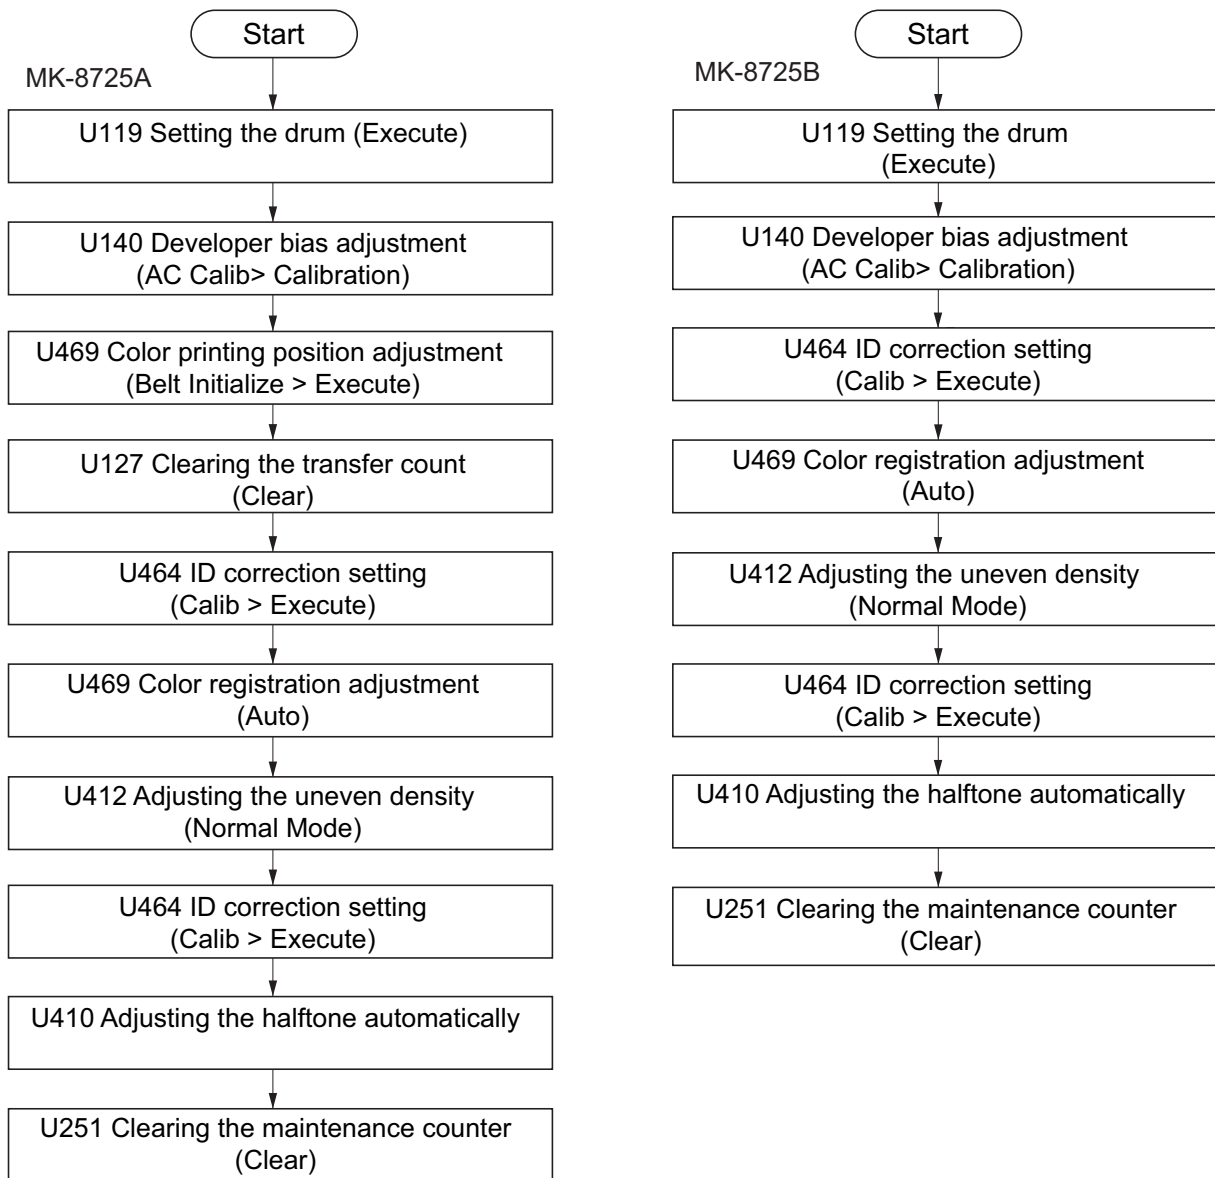 Start
MK-8725A
U119 Setting the drum (Execute)
U140 Developer bias adjustment
(AC Calib> Calibration)
U469 Color printing position adjustment
(Belt Initialize > Execute)
U127 Clearing the transfer count
(Clear)
U464 ID correction setting
(Calib > Execute)
U469 Color registration adjustment
(Auto)
U412 Adjusting the uneven density
(Normal Mode)
U464 ID correction setting
(Calib > Execute)
U410 Adjusting the halftone automatically
U251 Clearing the maintenance counter
(Clear)
Start
MK-8725B
U119 Setting the drum
(Execute)
U140 Developer bias adjustment
(AC Calib> Calibration)
U464 ID correction setting
(Calib > Execute)
U469 Color registration adjustment
(Auto)
U412 Adjusting the uneven density
(Normal Mode)
U464 ID correction setting
(Calib > Execute)
U410 Adjusting the halftone automatically
U251 Clearing the maintenance counter
(Clear)